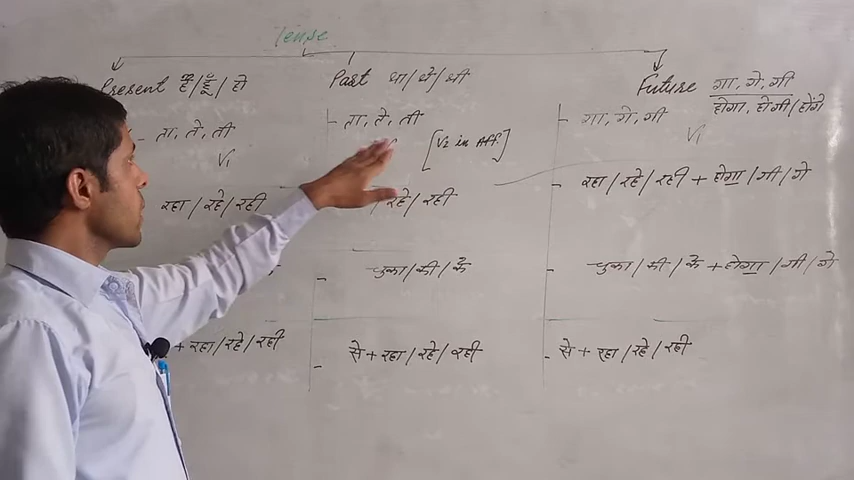 Tense
Present हैं/हूँ/हो
Past था/थे/थी
Future गा, गे, गी
होगा, होगी/होंगे
- ता, ते, ती
V₁
- ता, ते, ती
[V₂ in Aff.]
- गा, गे, गी
V₁
रहा/रहे/रही
/रहे/रही
- रहा/रहे/रही + होगा/गी/गे
- चुका/की/के
- चुका/की/के + होगा/गी/गे
+ रहा/रहे/रही
- से + रहा/रहे/रही
- से + रहा/रहे/रही